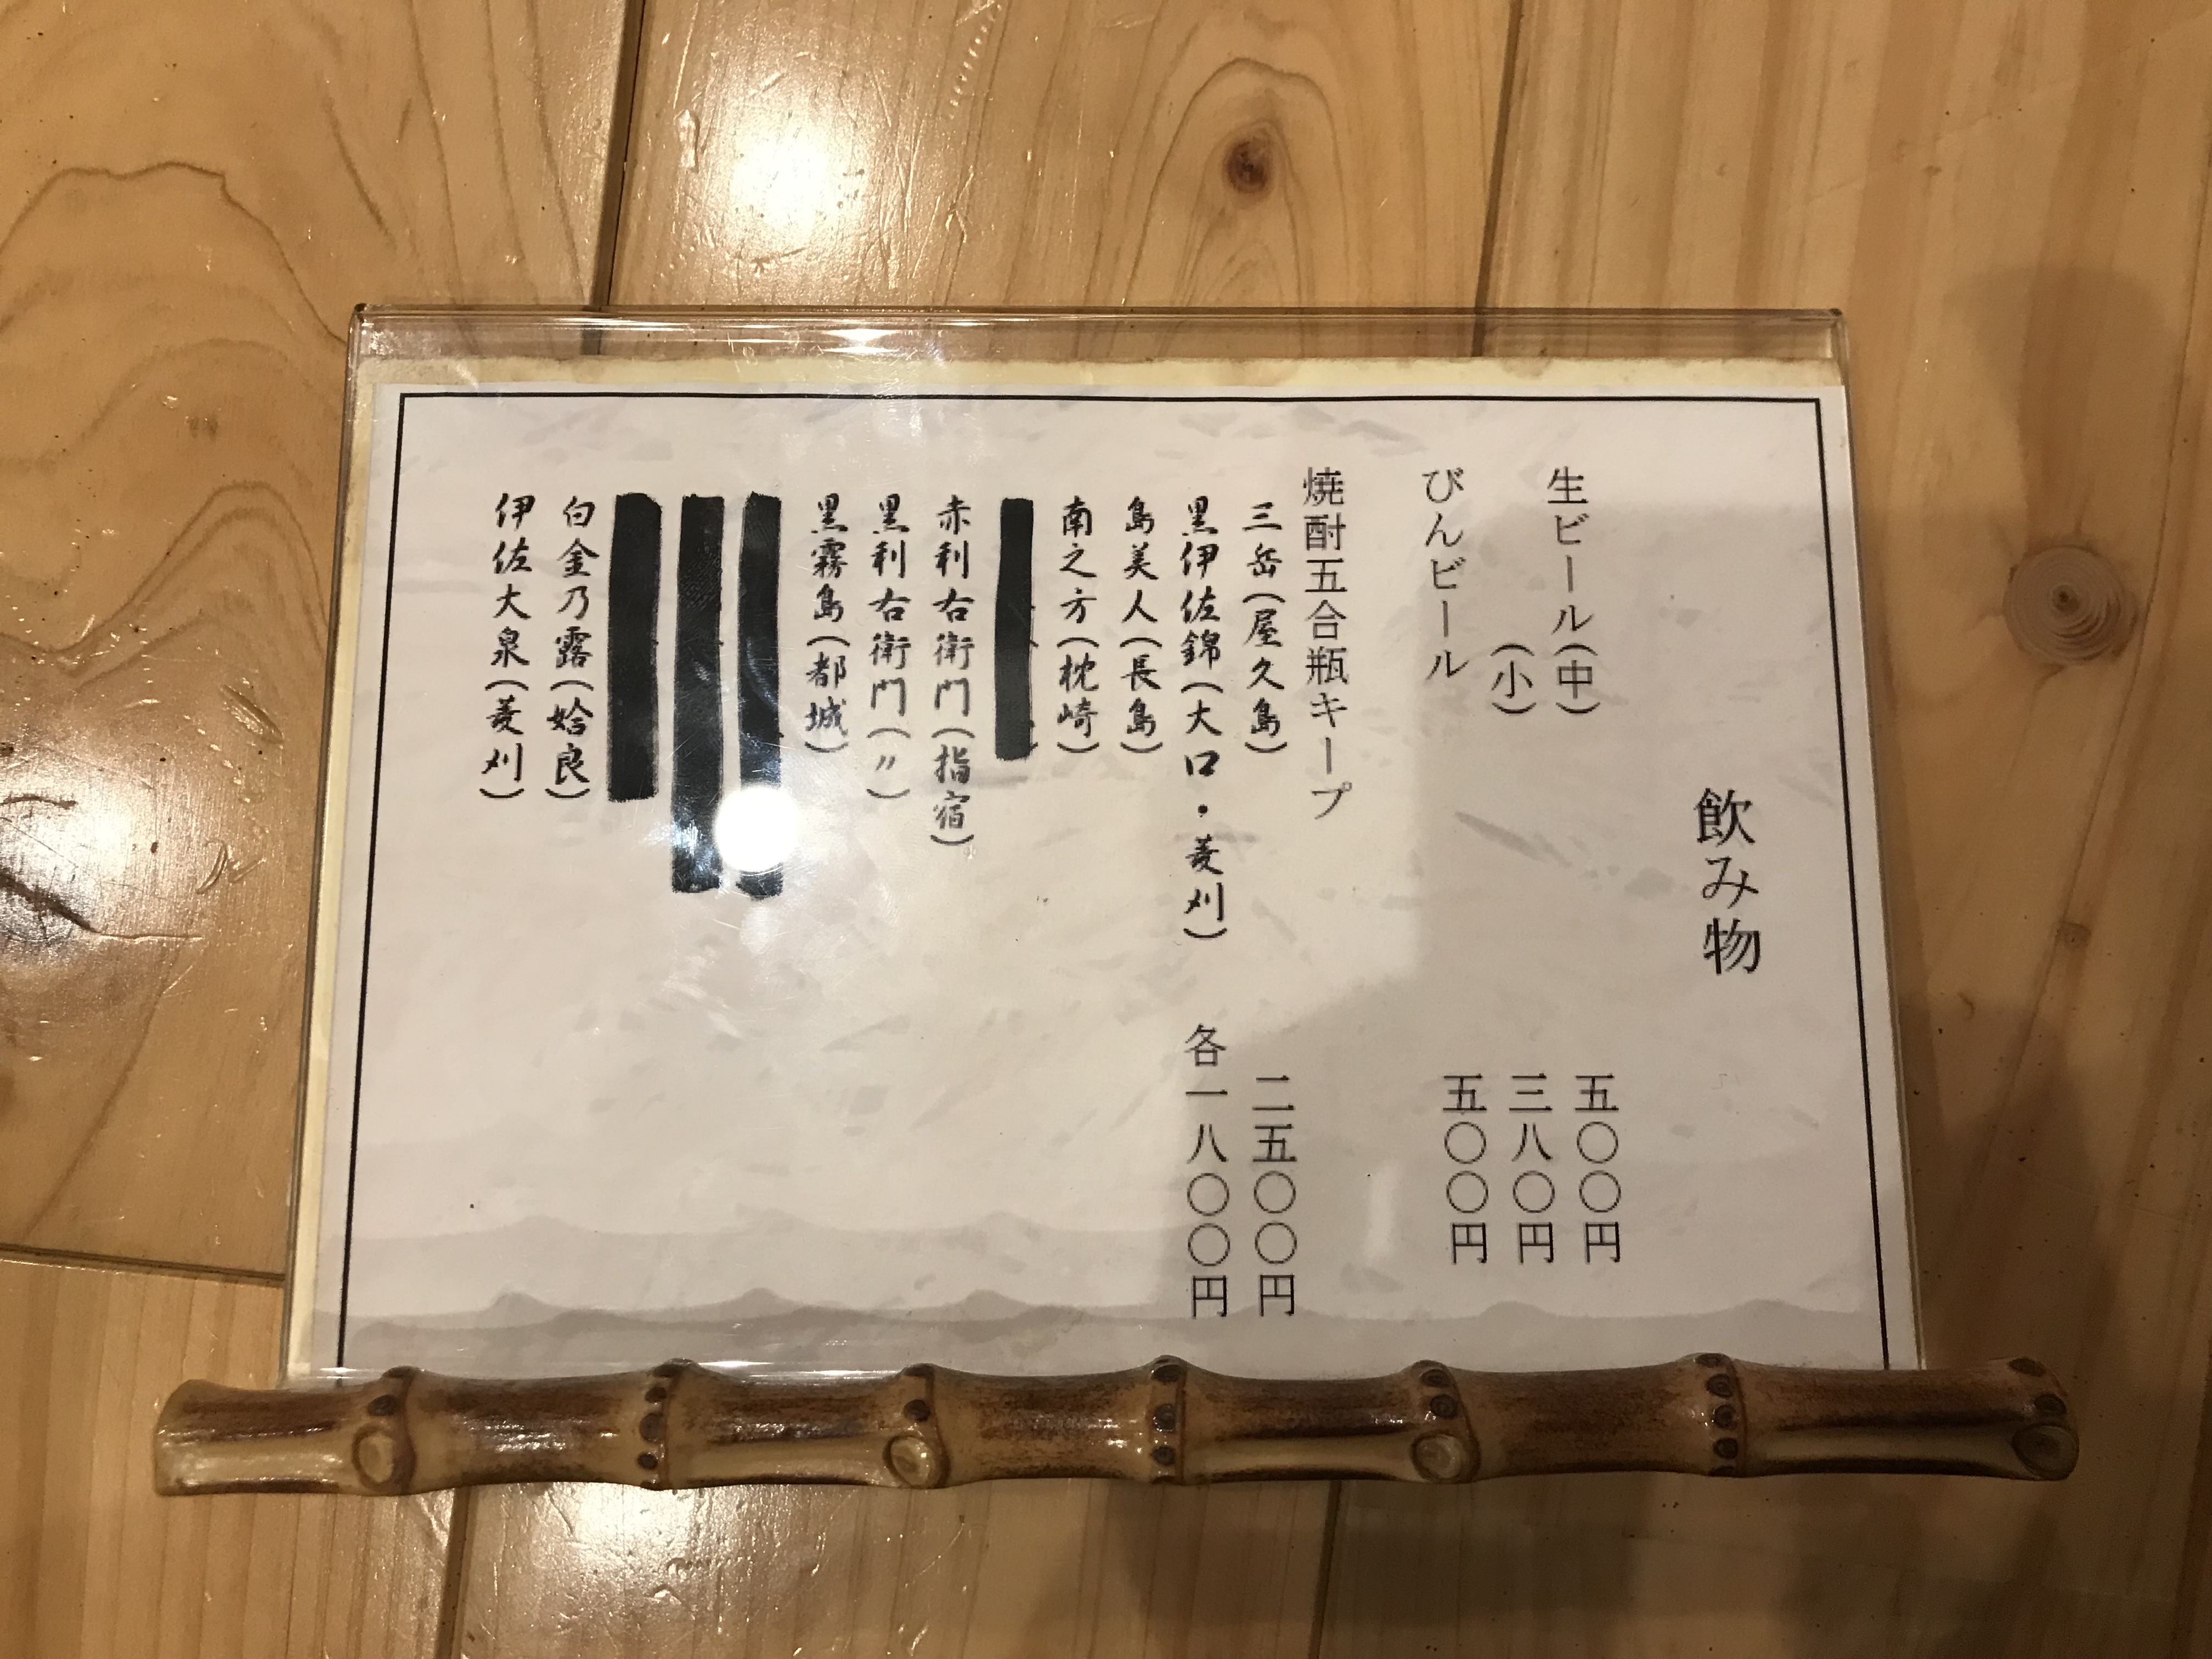 飲み物
生ビール(中) 五〇〇円
(小) 三八〇円
びんビール 五〇〇円
焼酎五合瓶キープ
三岳(屋久島) 二五〇〇円
黒伊佐錦(大口・菱刈) 各一八〇〇円
島美人(長島)
南之方(枕崎)
赤利右衛門(指宿)
黒利右衛門(〃)
黒霧島(都城)
白金乃露(姶良)
伊佐大泉(菱刈)